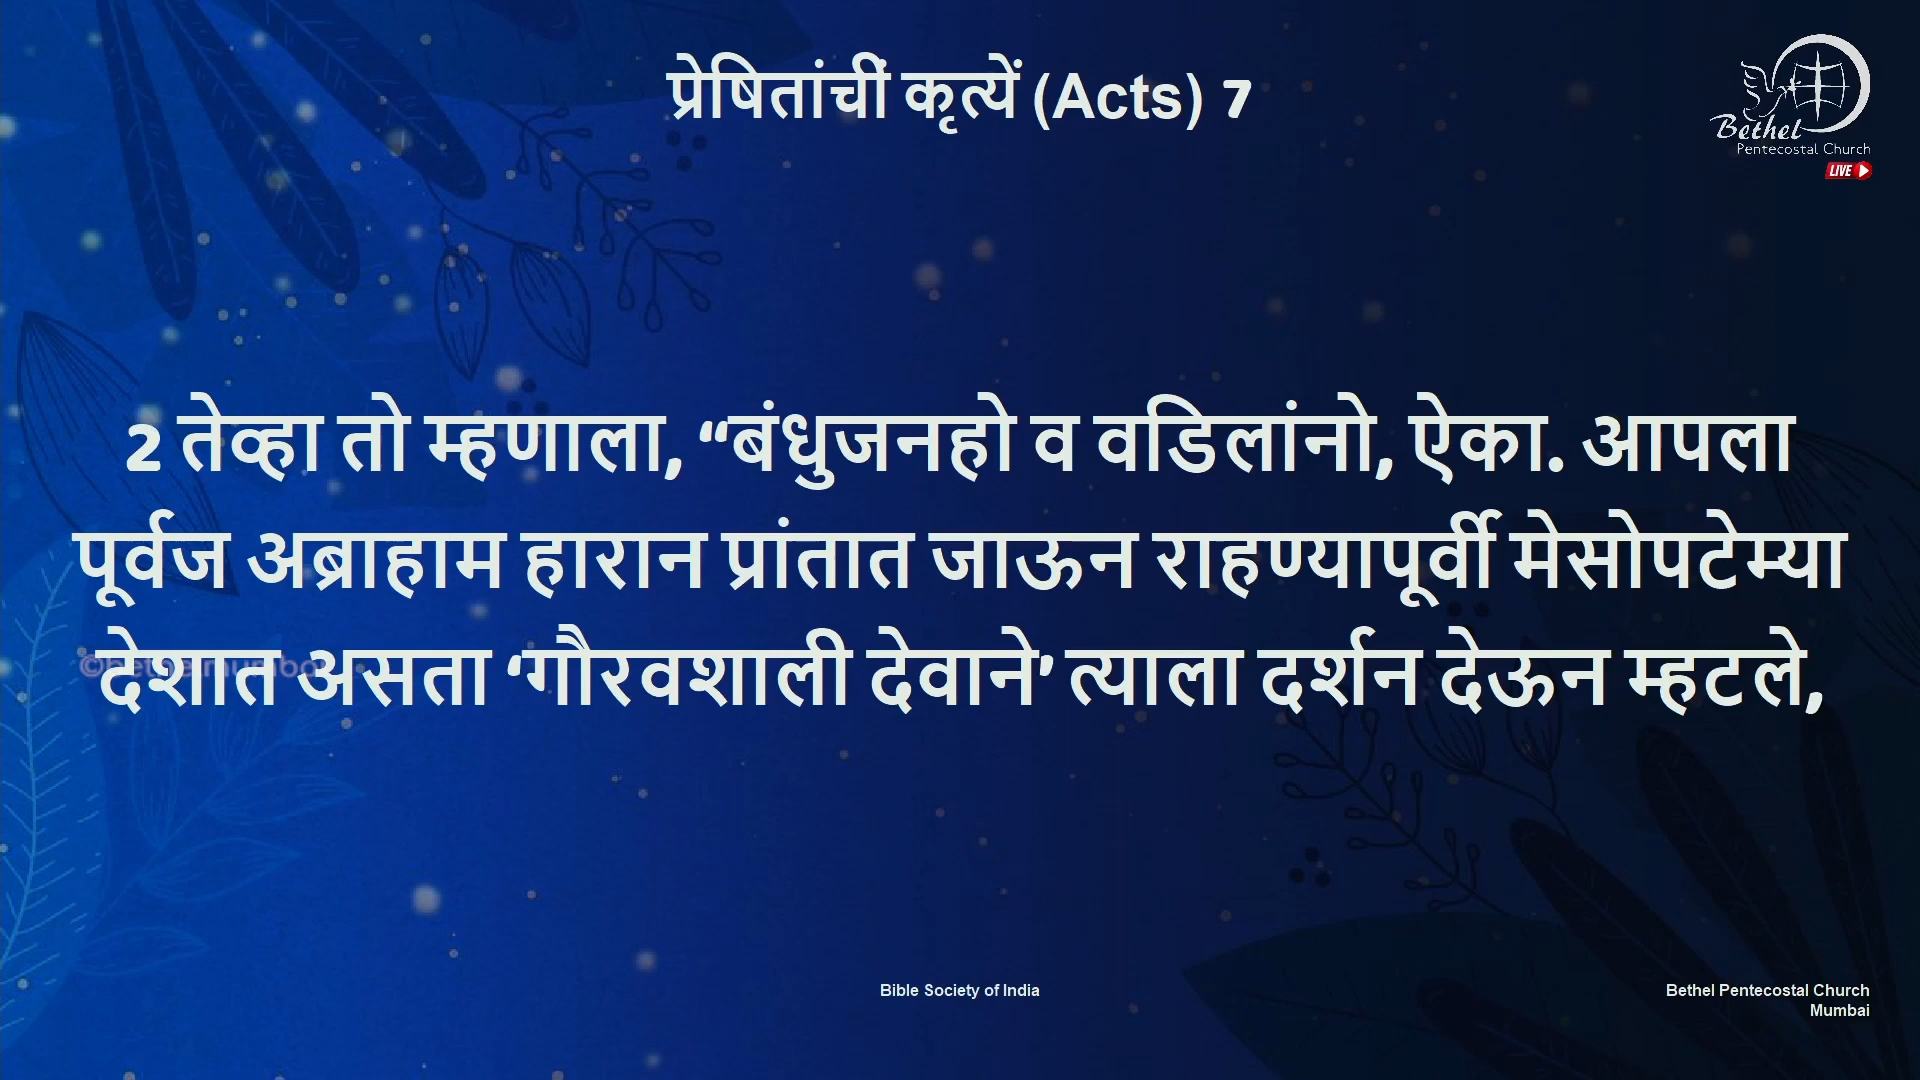 प्रेषितांचीं कृत्यें (Acts) 7
Bethel
Pentecostal Church
LIVE
2 तेव्हा तो म्हणाला, “बंधुजनहो व वडिलांनो, ऐका. आपला
पूर्वज अब्राहाम हारान प्रांतात जाऊन राहण्यापूर्वी मेसोपटेम्या
देशात असता ‘गौरवशाली देवाने’ त्याला दर्शन देऊन म्हटले,
©bethelmumbai
Bible Society of India
Bethel Pentecostal Church
Mumbai